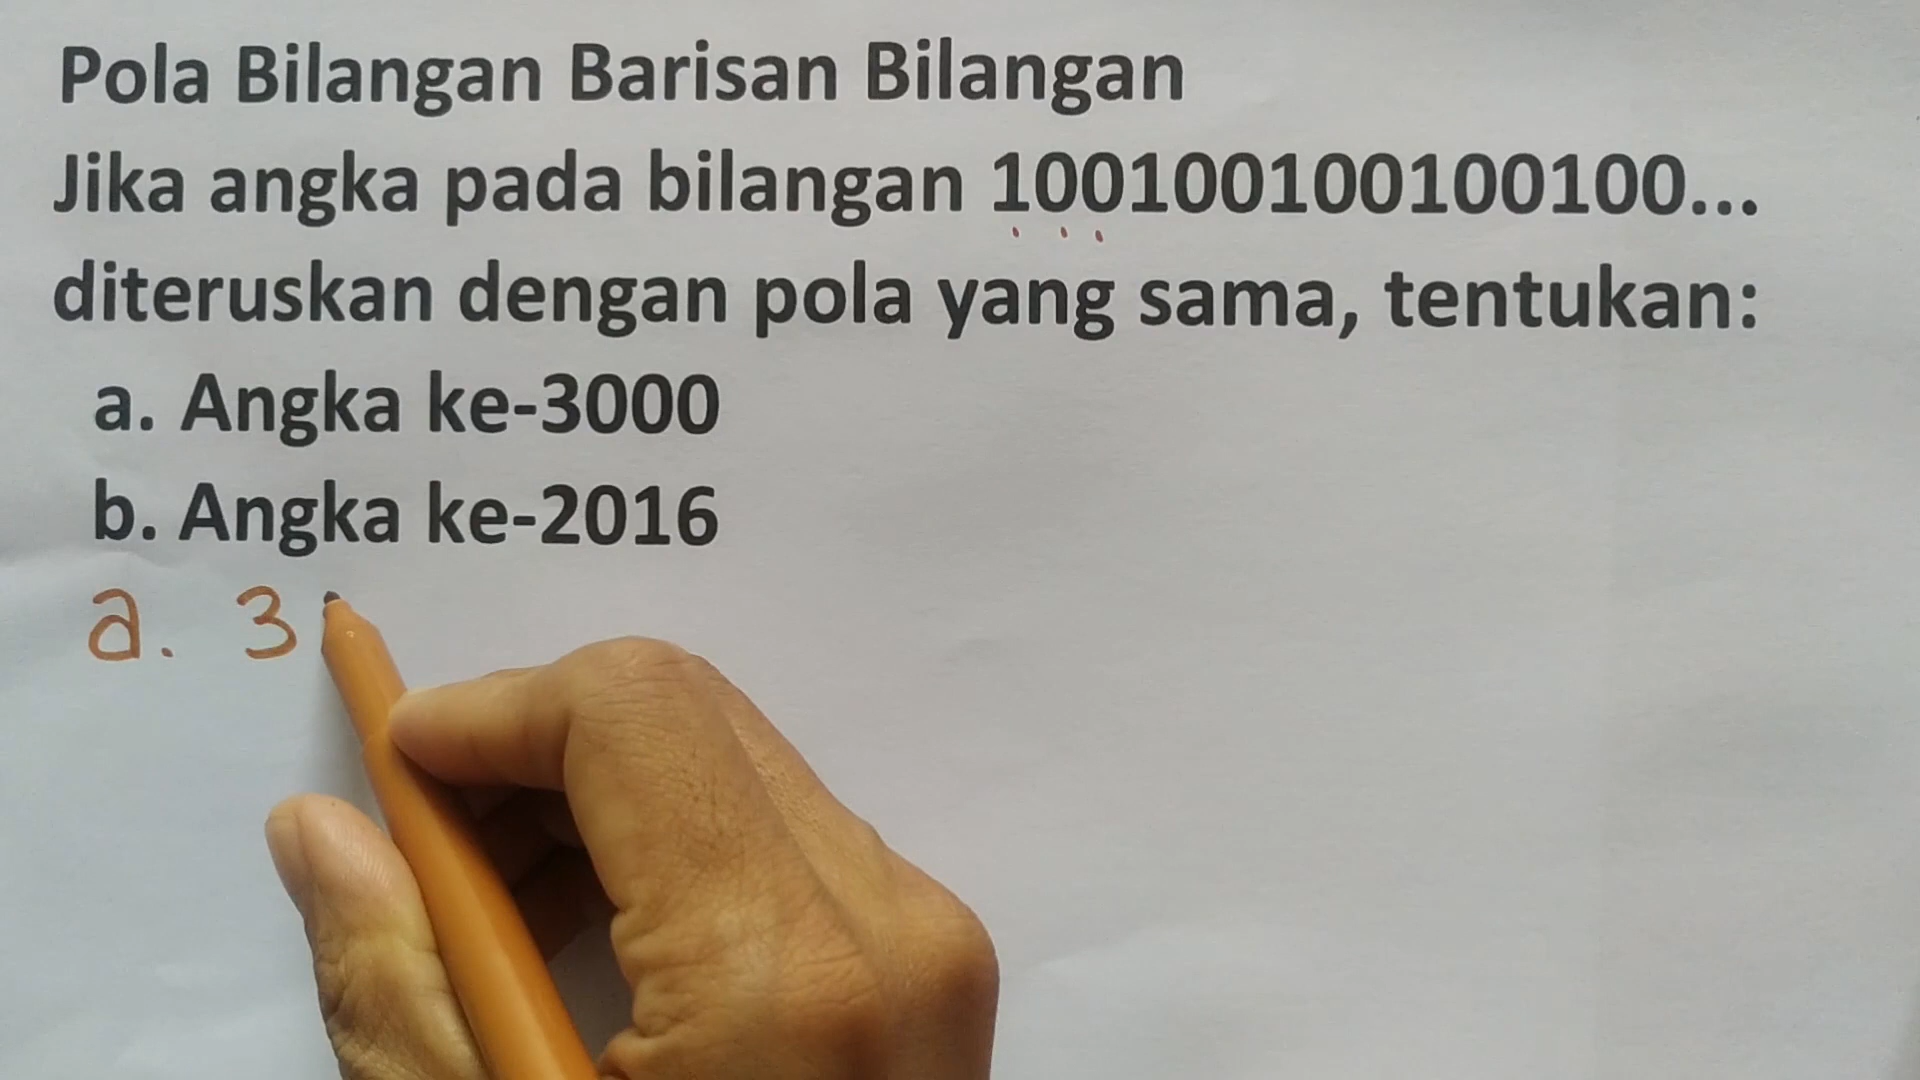 Pola Bilangan Barisan Bilangan
Jika angka pada bilangan 100100100100100...
diteruskan dengan pola yang sama, tentukan:
a. Angka ke-3000
b. Angka ke-2016
a. 3